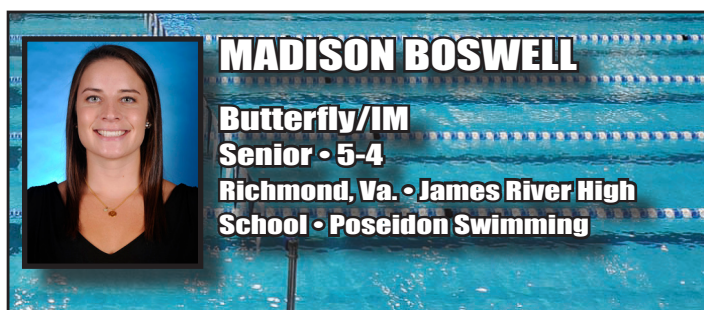 MADISON BOSWELL
Butterfly/IM
Senior • 5-4
Richmond, Va. • James River High
School • Poseidon Swimming